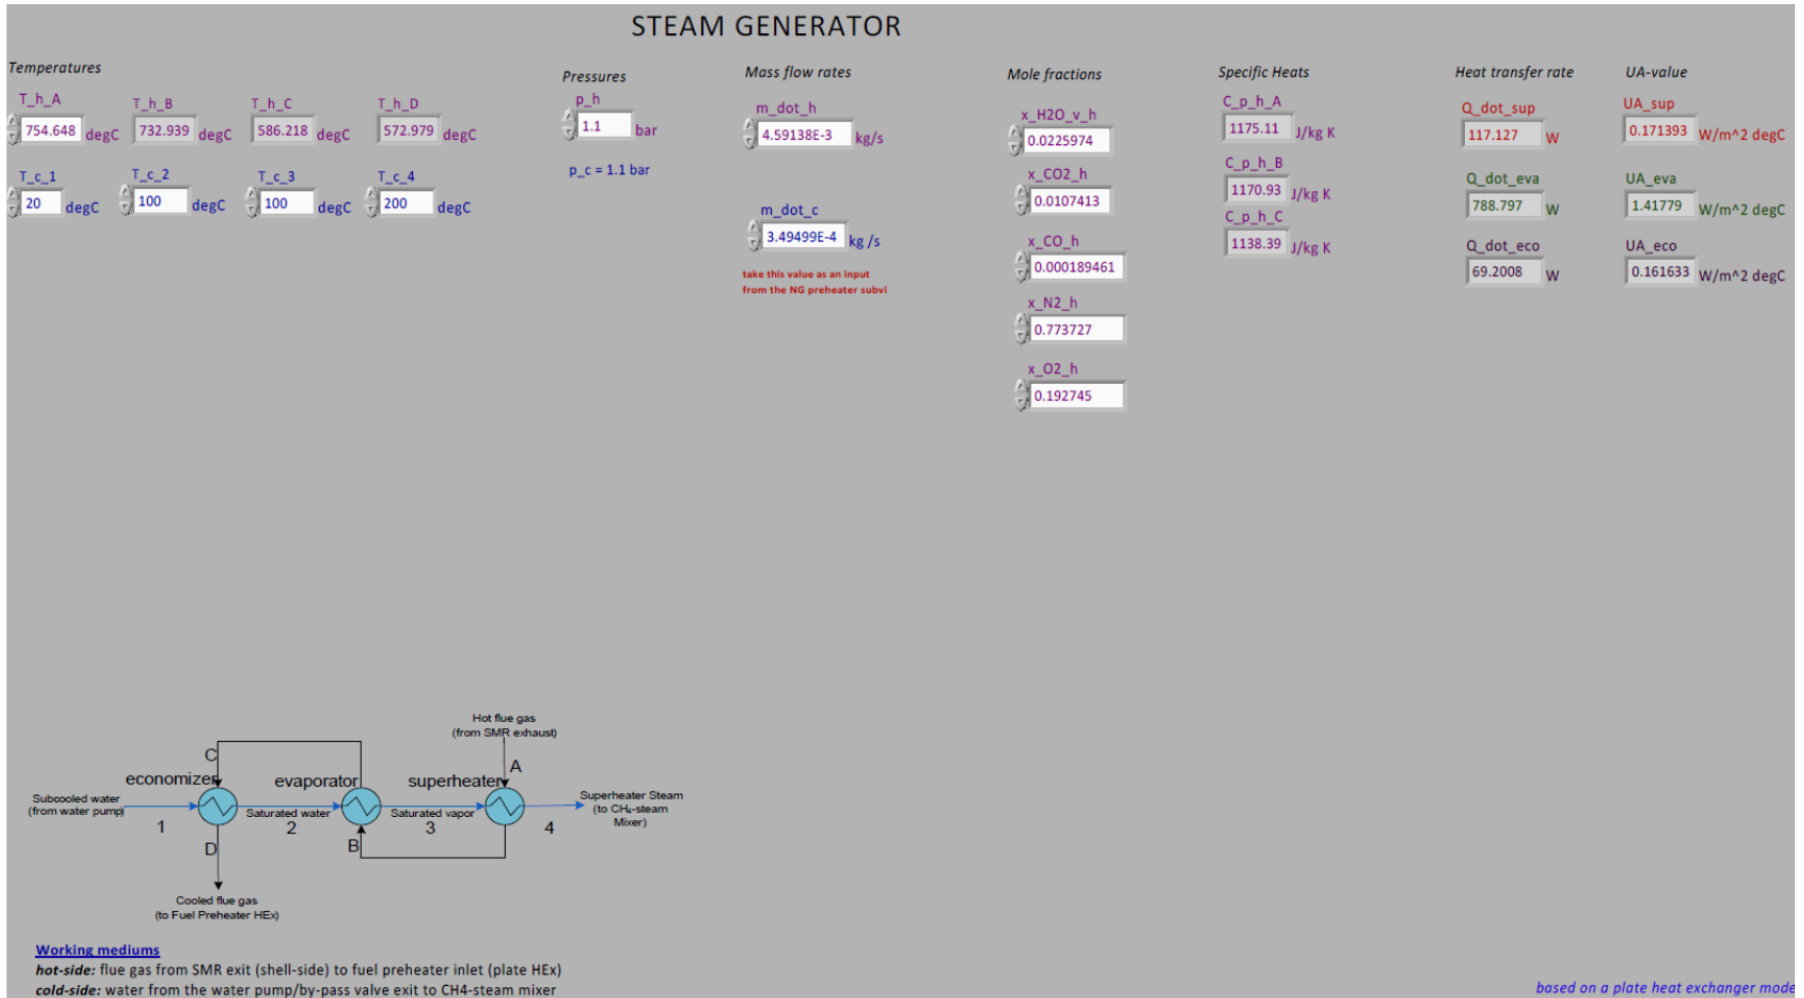 STEAM GENERATOR
Temperatures
T_h_A
754.648 degC
T_h_B
732.939 degC
T_h_C
586.218 degC
T_h_D
572.979 degC
T_c_1
20 degC
T_c_2
100 degC
T_c_3
100 degC
T_c_4
200 degC
Pressures
p_h
1.1 bar
p_c = 1.1 bar
Mass flow rates
m_dot_h
4.59138E-3 kg/s
m_dot_c
3.49499E-4 kg /s
take this value as an input
from the NG preheater subvi
Mole fractions
x_H2O_v_h
0.0225974
x_CO2_h
0.0107413
x_CO_h
0.000189461
x_N2_h
0.773727
x_O2_h
0.192745
Specific Heats
C_p_h_A
1175.11 J/kg K
C_p_h_B
1170.93 J/kg K
C_p_h_C
1138.39 J/kg K
Heat transfer rate
Q_dot_sup
117.127 W
Q_dot_eva
788.797 W
Q_dot_eco
69.2008 W
UA-value
UA_sup
0.171393 W/m^2 degC
UA_eva
1.41779 W/m^2 degC
UA_eco
0.161633 W/m^2 degC
Hot flue gas
(from SMR exhaust)
C
A
economizer
evaporator
superheater
Subcooled water
(from water pump)
1
Saturated water
2
Saturated vapor
3
4
Superheater Steam
(to CH₄-steam
Mixer)
D
B
Cooled flue gas
(to Fuel Preheater HEx)
Working mediums
hot-side: flue gas from SMR exit (shell-side) to fuel preheater inlet (plate HEx)
cold-side: water from the water pump/by-pass valve exit to CH4-steam mixer
based on a plate heat exchanger mode